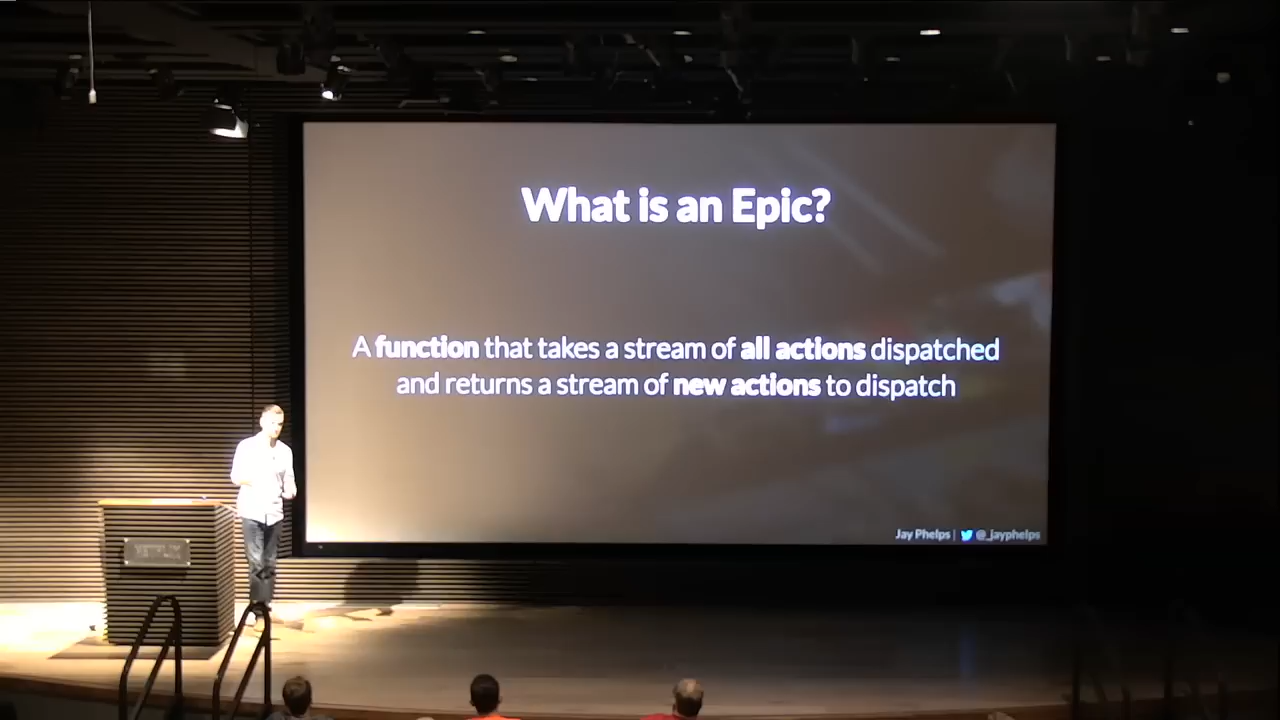 What is an Epic?
A function that takes a stream of all actions dispatched
and returns a stream of new actions to dispatch
Jay Phelps | @_jayphelps
NETFLIX